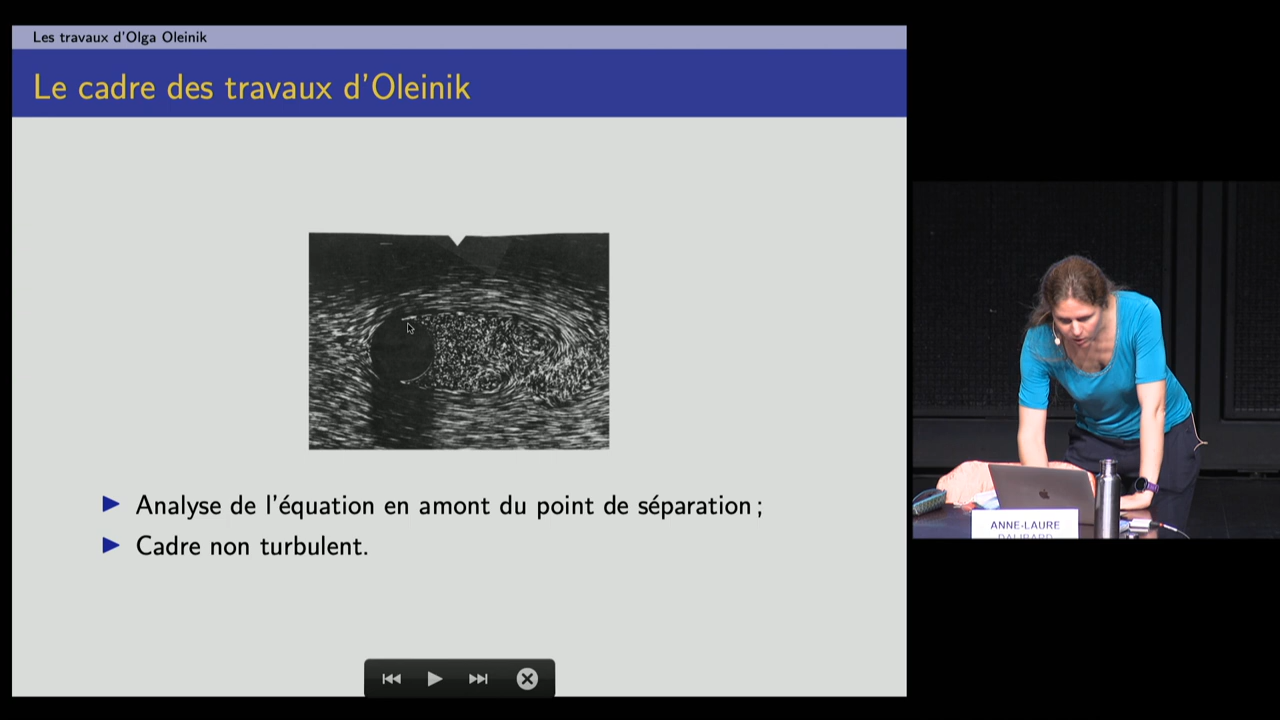 Les travaux d'Olga Oleinik
Le cadre des travaux d'Oleinik
Analyse de l'équation en amont du point de séparation ;
Cadre non turbulent.
ANNE-LAURE
DALIBARD